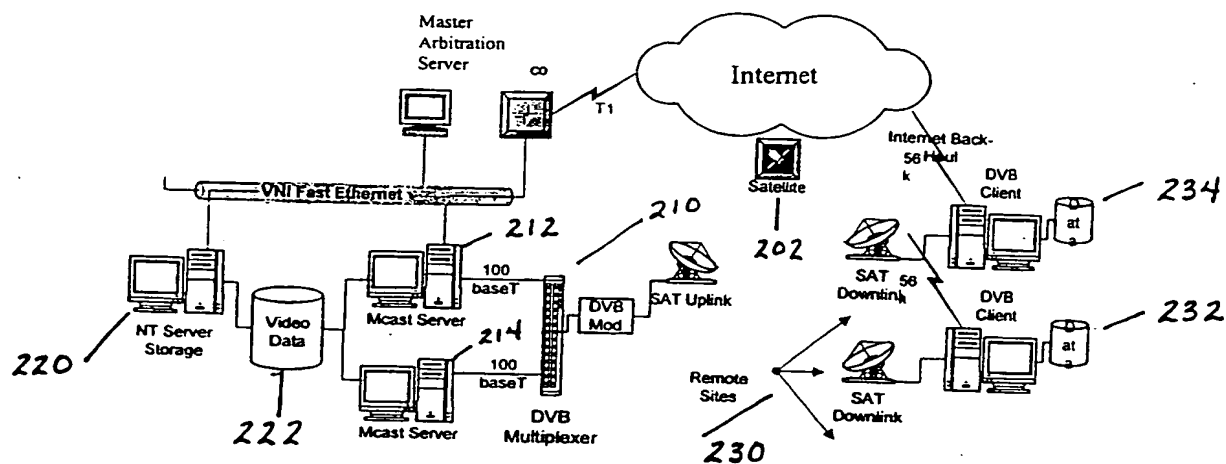 Master
Arbitration
Server
CO
T1
Internet
Satellite
202
Internet Back-
Haul
56
k
DVB
Client
at
a
234
VNI Fast Ethernet
212
210
100
baseT
Mcast Server
SAT Uplink
DVB
Mod
NT Server
Storage
220
Video
Data
222
214
100
baseT
Mcast Server
DVB
Multiplexer
SAT
Downlink
56
k
DVB
Client
at
a
232
Remote
Sites
230
SAT
Downlink